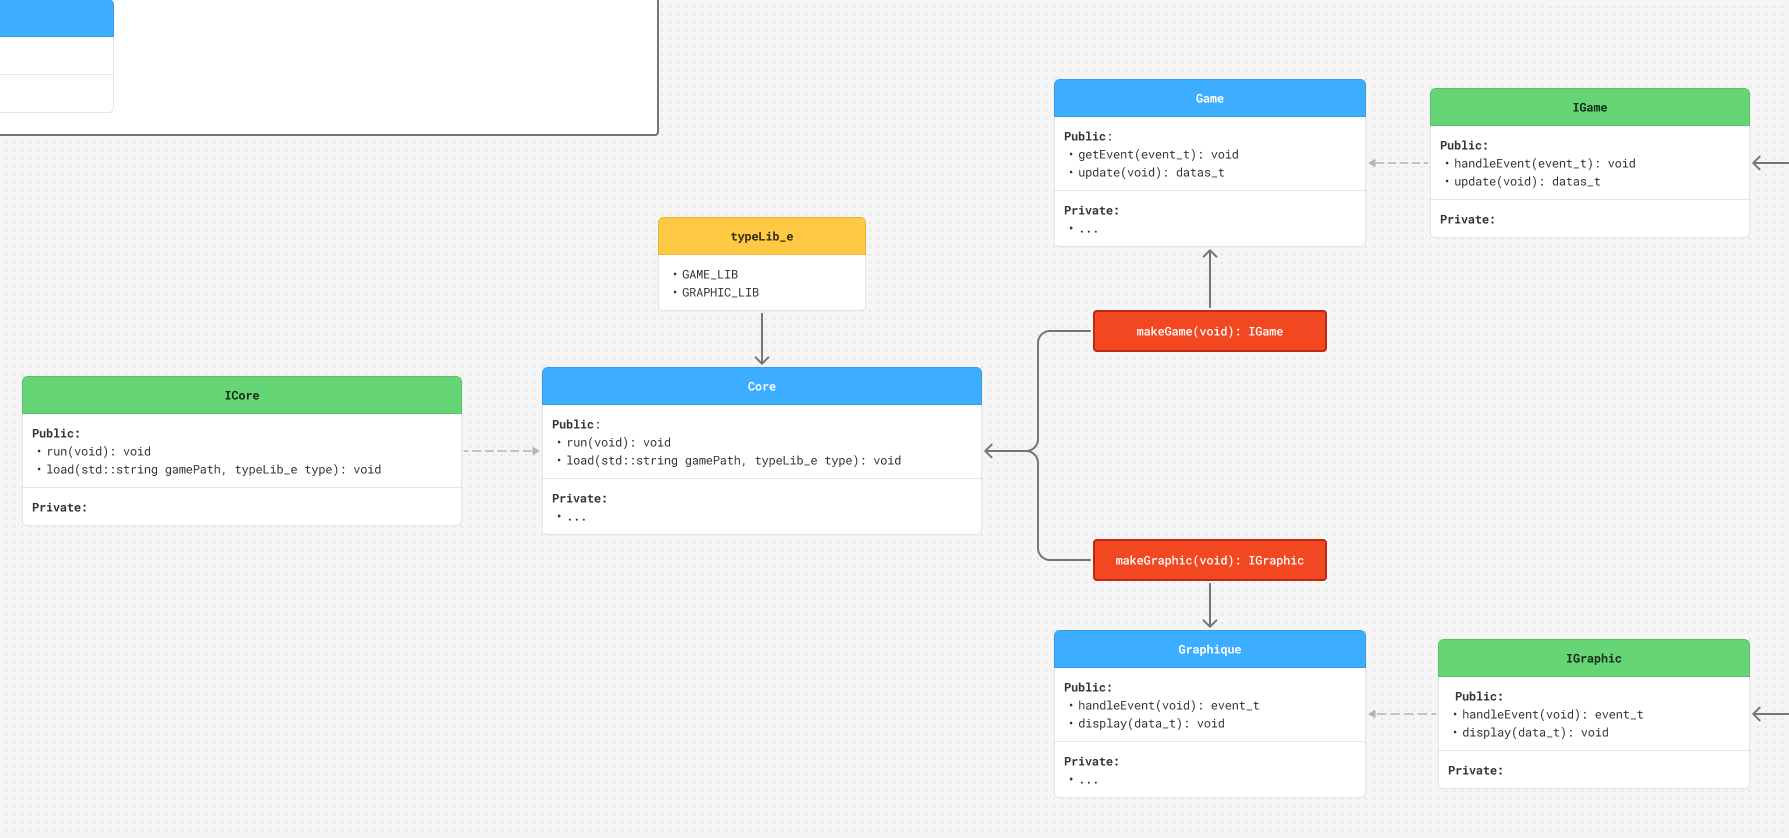 Game
Public:
• getEvent(event_t): void
• update(void): datas_t
Private:
• ...
IGame
Public:
• handleEvent(event_t): void
• update(void): datas_t
Private:
typeLib_e
• GAME_LIB
• GRAPHIC_LIB
makeGame(void): IGame
ICore
Public:
• run(void): void
• load(std::string gamePath, typeLib_e type): void
Private:
Core
Public:
• run(void): void
• load(std::string gamePath, typeLib_e type): void
Private:
• ...
makeGraphic(void): IGraphic
Graphique
Public:
• handleEvent(void): event_t
• display(data_t): void
Private:
• ...
IGraphic
Public:
• handleEvent(void): event_t
• display(data_t): void
Private: